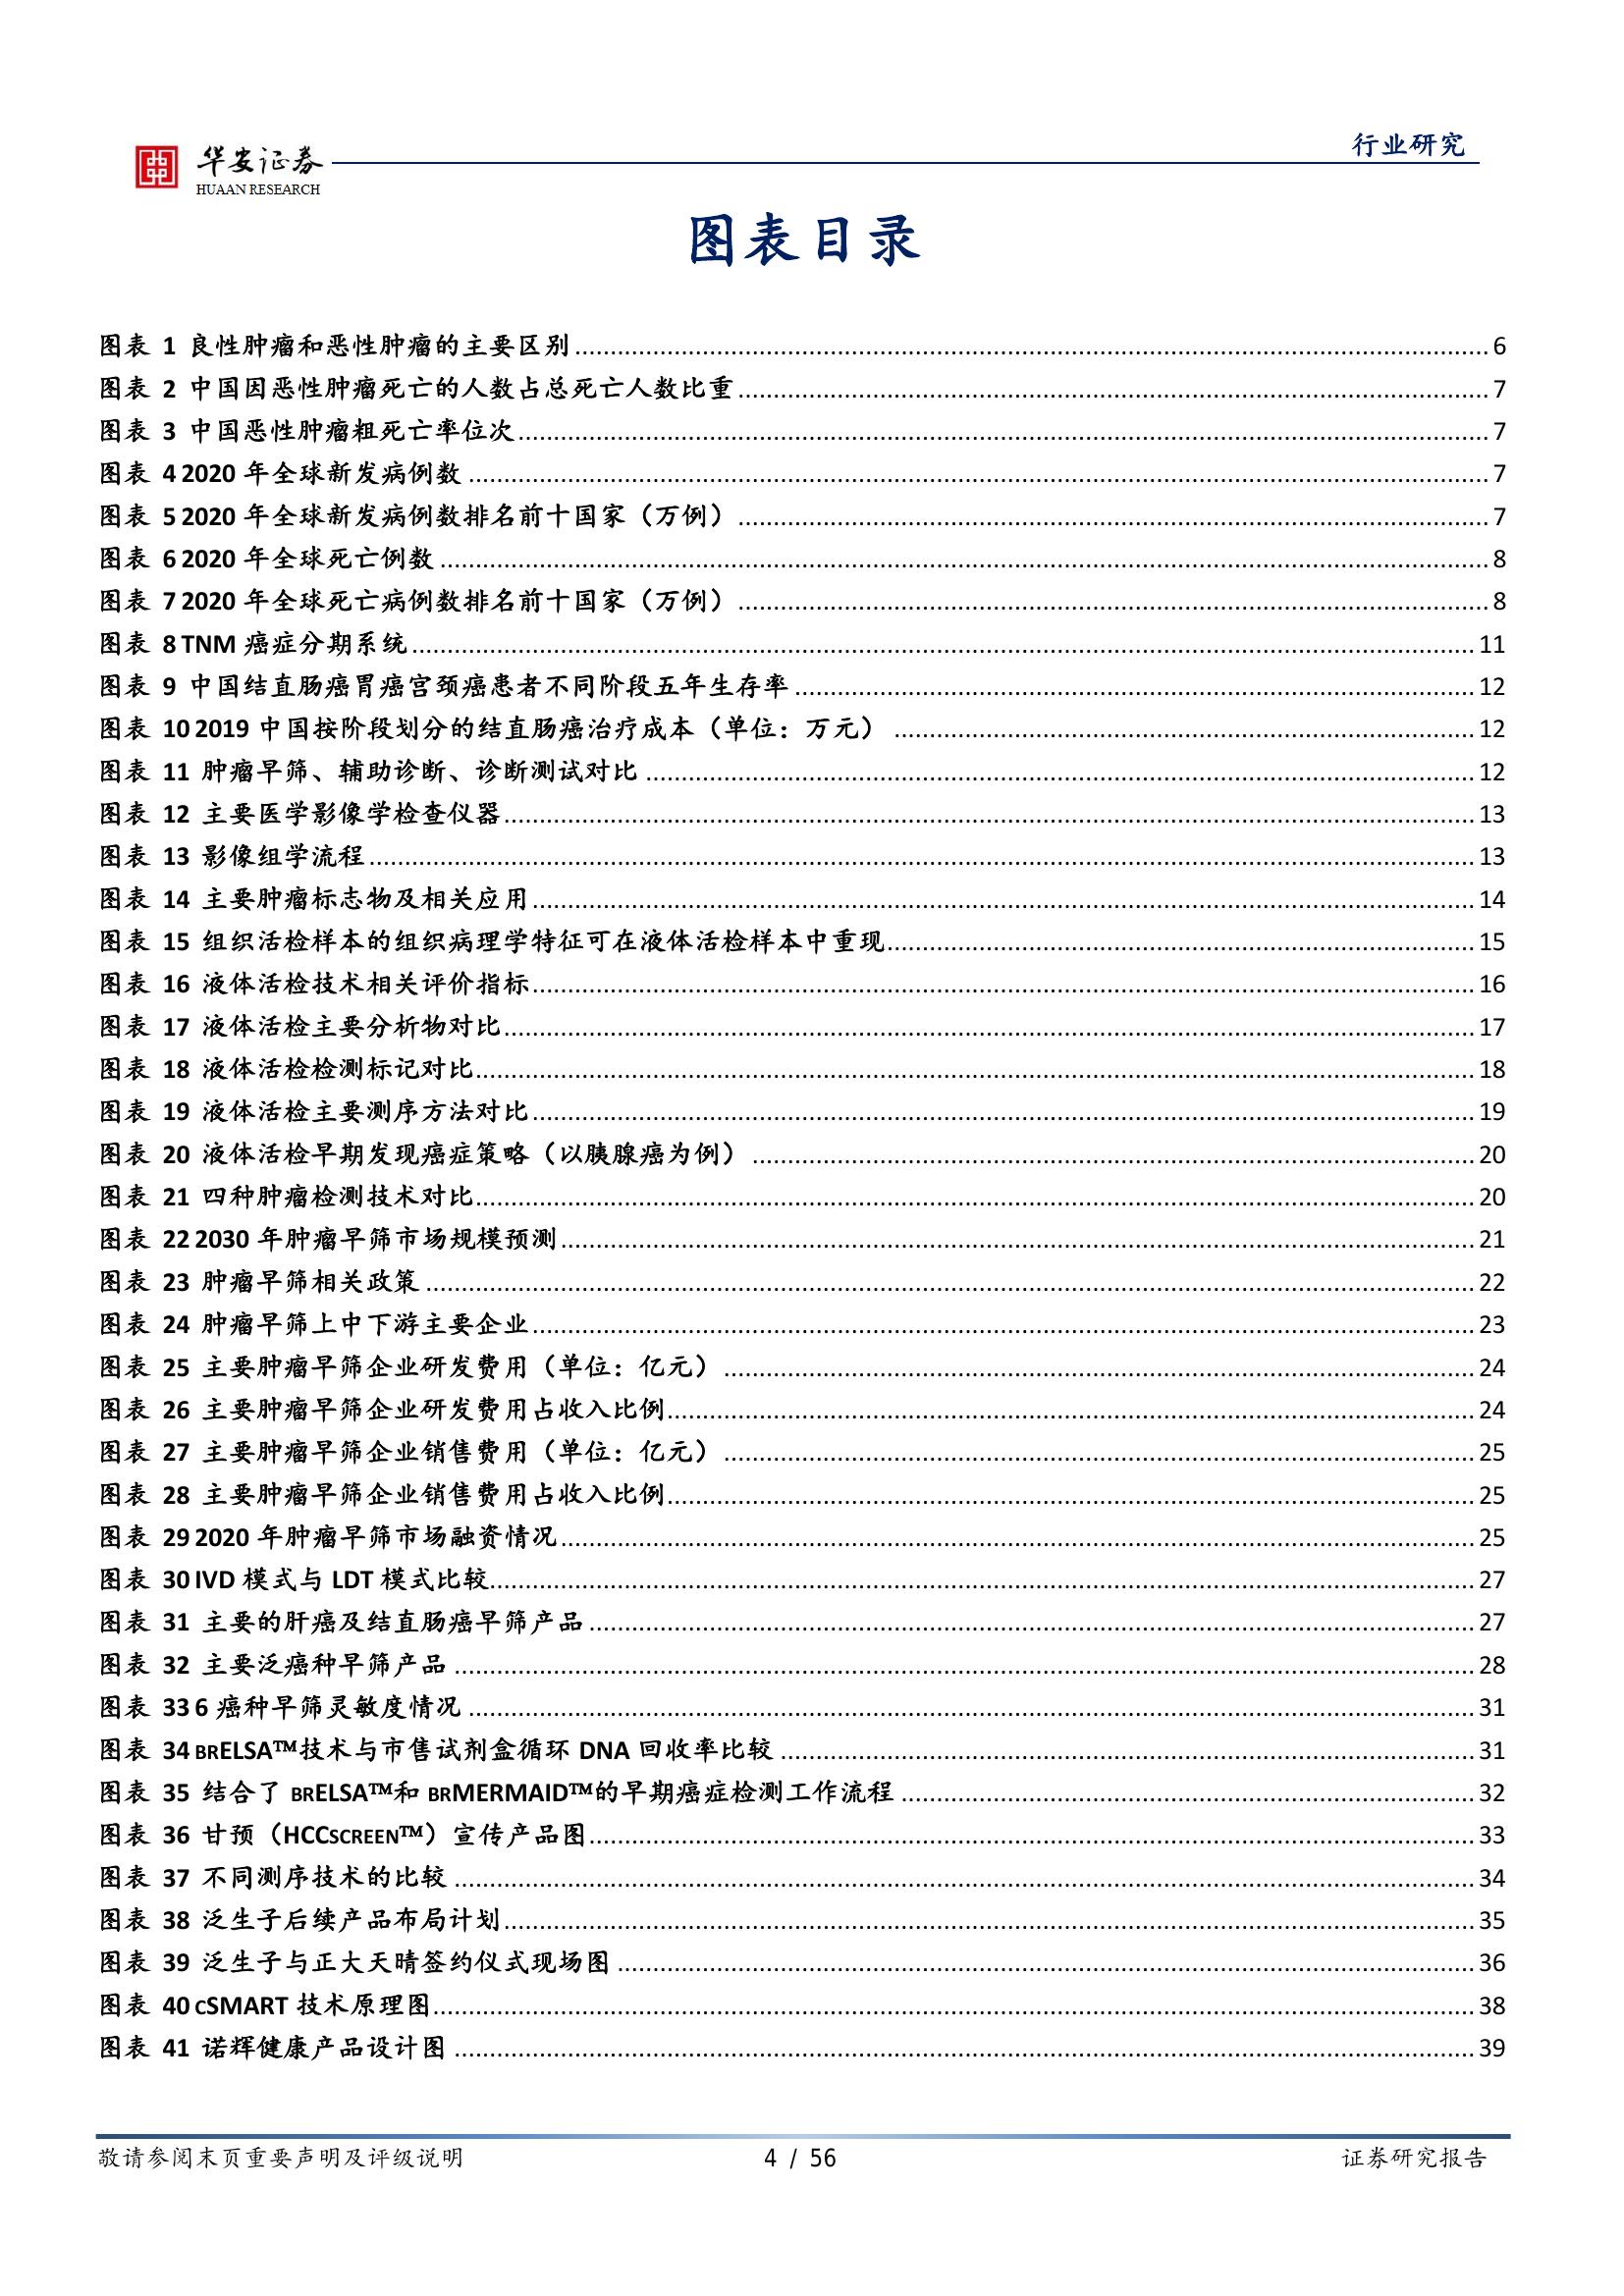 行业研究
华安证券
HUAAN RESEARCH
图表目录
图表 1 良性肿瘤和恶性肿瘤的主要区别 6
图表 2 中国因恶性肿瘤死亡的人数占总死亡人数比重 7
图表 3 中国恶性肿瘤粗死亡率位次 7
图表 4 2020 年全球新发病例数 7
图表 5 2020 年全球新发病例数排名前十国家（万例） 7
图表 6 2020 年全球死亡例数 8
图表 7 2020 年全球死亡病例数排名前十国家（万例） 8
图表 8 TNM 癌症分期系统 11
图表 9 中国结直肠癌胃癌宫颈癌患者不同阶段五年生存率 12
图表 10 2019 中国按阶段划分的结直肠癌治疗成本（单位：万元） 12
图表 11 肿瘤早筛、辅助诊断、诊断测试对比 12
图表 12 主要医学影像学检查仪器 13
图表 13 影像组学流程 13
图表 14 主要肿瘤标志物及相关应用 14
图表 15 组织活检样本的组织病理学特征可在液体活检样本中重现 15
图表 16 液体活检技术相关评价指标 16
图表 17 液体活检主要分析物对比 17
图表 18 液体活检检测标记对比 18
图表 19 液体活检主要测序方法对比 19
图表 20 液体活检早期发现癌症策略（以胰腺癌为例） 20
图表 21 四种肿瘤检测技术对比 20
图表 22 2030 年肿瘤早筛市场规模预测 21
图表 23 肿瘤早筛相关政策 22
图表 24 肿瘤早筛上中下游主要企业 23
图表 25 主要肿瘤早筛企业研发费用（单位：亿元） 24
图表 26 主要肿瘤早筛企业研发费用占收入比例 24
图表 27 主要肿瘤早筛企业销售费用（单位：亿元） 25
图表 28 主要肿瘤早筛企业销售费用占收入比例 25
图表 29 2020 年肿瘤早筛市场融资情况 25
图表 30 IVD 模式与 LDT 模式比较 27
图表 31 主要的肝癌及结直肠癌早筛产品 27
图表 32 主要泛癌种早筛产品 28
图表 33 6 癌种早筛灵敏度情况 31
图表 34 BRELSA™技术与市售试剂盒循环 DNA 回收率比较 31
图表 35 结合了 BRELSA™和 BRMERMAID™的早期癌症检测工作流程 32
图表 36 甘预（HCCSCREEN™）宣传产品图 33
图表 37 不同测序技术的比较 34
图表 38 泛生子后续产品布局计划 35
图表 39 泛生子与正大天晴签约仪式现场图 36
图表 40 CSMART 技术原理图 38
图表 41 诺辉健康产品设计图 39
敬请参阅末页重要声明及评级说明 4 / 56 证券研究报告